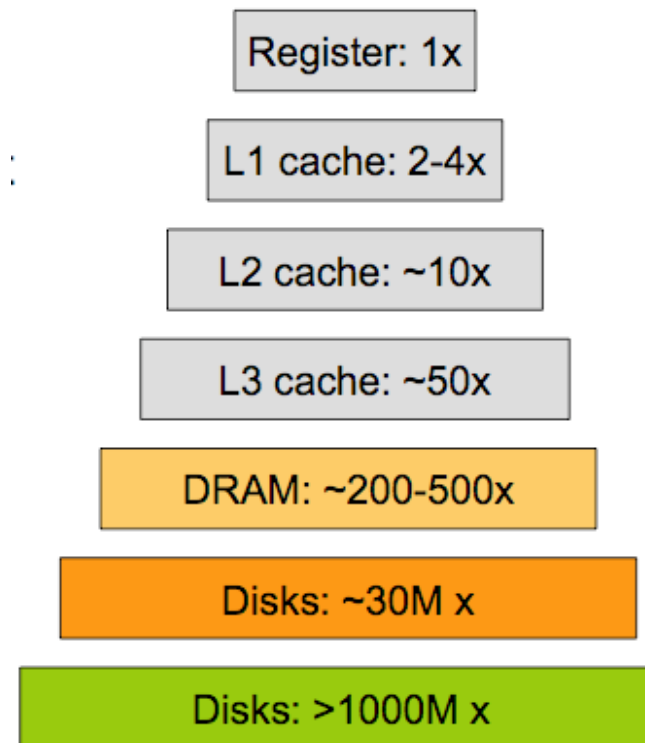 Register: 1x
L1 cache: 2-4x
L2 cache: ~10x
L3 cache: ~50x
DRAM: ~200-500x
Disks: ~30M x
Disks: >1000M x